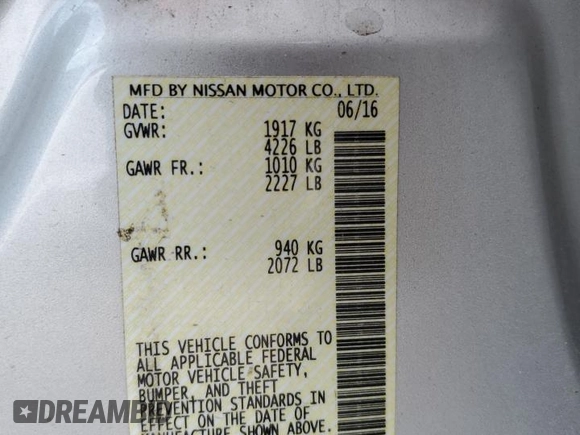 MFD BY NISSAN MOTOR CO., LTD.
DATE: 06/16
GVWR: 1917 KG
4226 LB
GAWR FR.: 1010 KG
2227 LB
GAWR RR.: 940 KG
2072 LB
THIS VEHICLE CONFORMS TO
ALL APPLICABLE FEDERAL
MOTOR VEHICLE SAFETY,
BUMPER, AND THEFT
PREVENTION STANDARDS IN
EFFECT ON THE DATE OF
MANUFACTURE SHOWN ABOVE.
DREAMBID